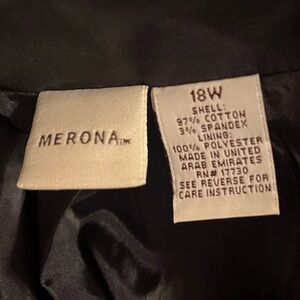 MERONA™
18W
SHELL:
97% COTTON
3% SPANDEX
LINING:
100% POLYESTER
MADE IN UNITED
ARAB EMIRATES
RN# 17730
SEE REVERSE FOR
CARE INSTRUCTION